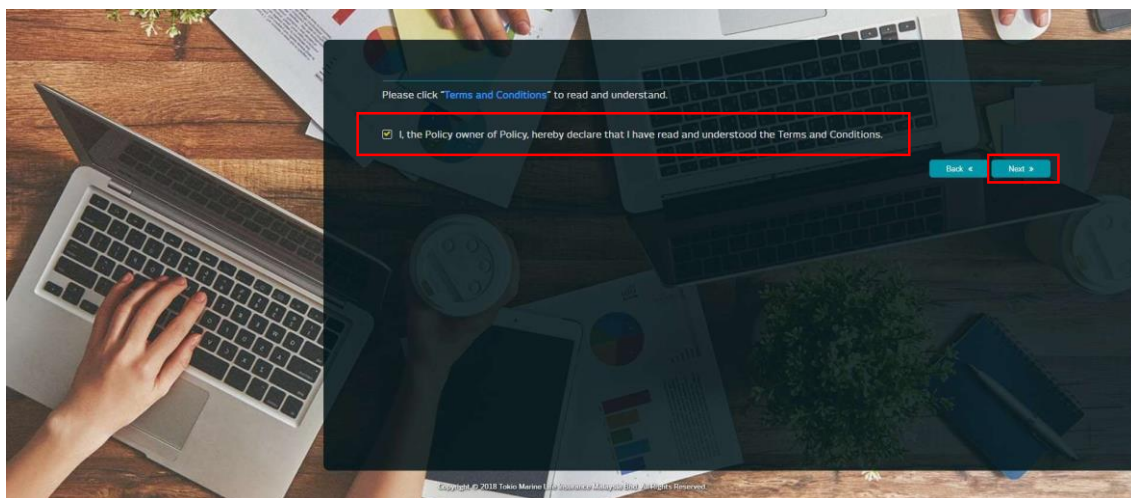 Please click "Terms and Conditions" to read and understand.
I, the Policy owner of Policy, hereby declare that I have read and understood the Terms and Conditions.
Back «
Next »
Copyright © 2018 Tokio Marine Life Insurance Malaysia Bhd. All Rights Reserved.